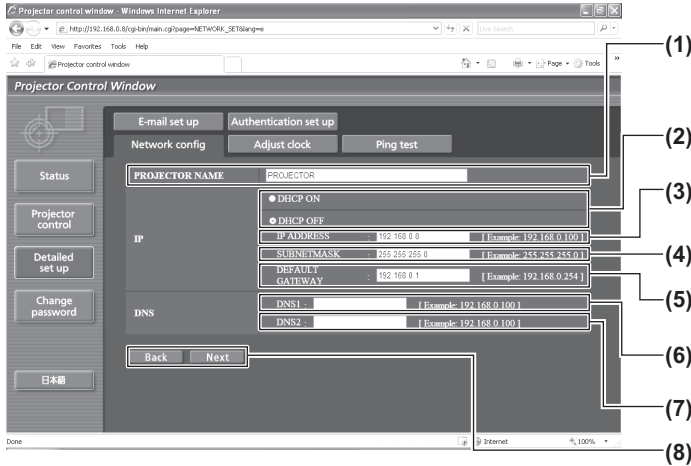 Projector control window - Windows Internet Explorer
http://192.168.0.8/cgi-bin/main.cgi?page=NETWORK_SET&lang=e
Live Search
File Edit View Favorites Tools Help
Projector control window
Page Tools »
(1)
Projector Control Window
E-mail set up Authentication set up
Network config Adjust clock Ping test
(2)
Status
PROJECTOR NAME PROJECTOR
DHCP ON
(3)
Projector control
DHCP OFF
IP
IP ADDRESS : 192.168.0.8 [ Example: 192.168.0.100 ]
(4)
Detailed set up
SUBNETMASK : 255.255.255.0 [ Example: 255.255.255.0 ]
DEFAULT GATEWAY : 192.168.0.1 [ Example: 192.168.0.254 ]
(5)
Change password
DNS
DNS1 : [ Example: 192.168.0.100 ]
(6)
DNS2 : [ Example: 192.168.0.100 ]
Back Next
日本語
(7)
Done Internet 100%
(8)